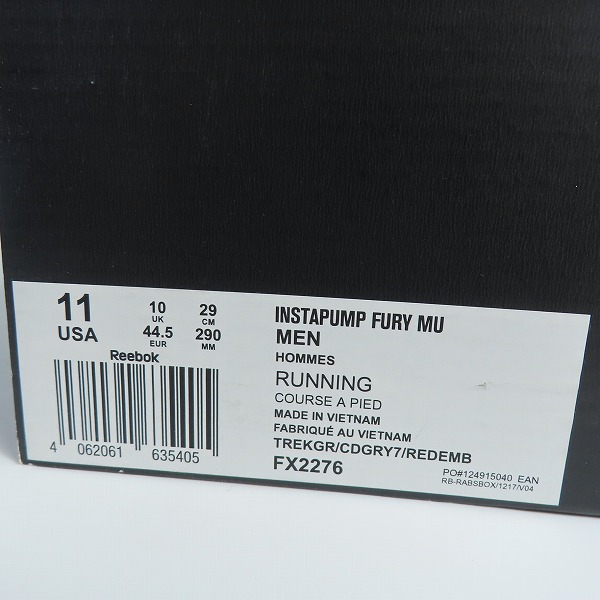 11 10 29
USA UK CM
44.5 290
EUR MM
Reebok
4 062061 635405
INSTAPUMP FURY MU
MEN
HOMMES
RUNNING
COURSE A PIED
MADE IN VIETNAM
FABRIQUÉ AU VIETNAM
TREKGR/CDGRY7/REDEMB
FX2276
PO#124915040 EAN
RB-RABSBOX/1217/V04